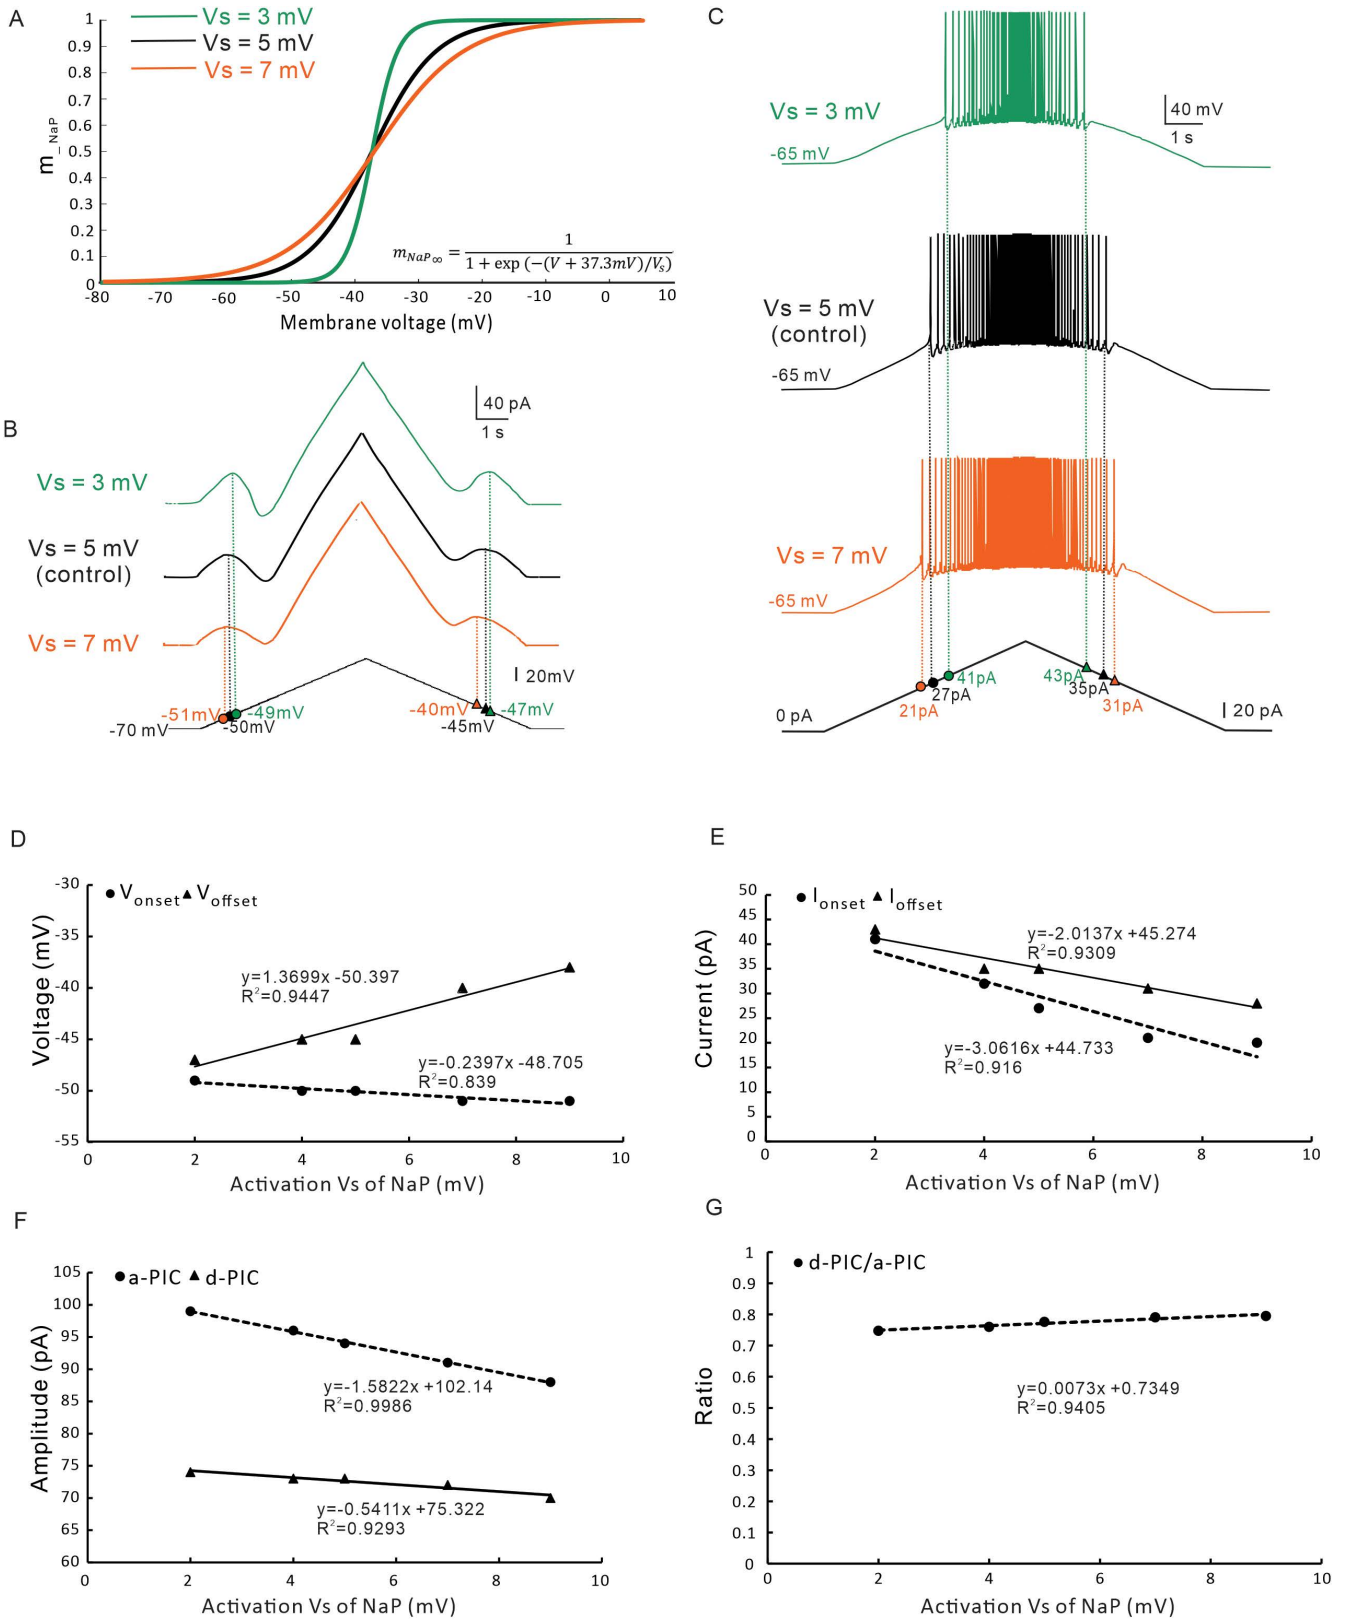 A
Vs = 3 mV
Vs = 5 mV
Vs = 7 mV
1
0.9
0.8
0.7
0.6
0.5
0.4
0.3
0.2
0.1
0
m_NaP
m_NaP∞ = 1 / 1 + exp (−(V + 37.3mV)/V_s)
-80 -70 -60 -50 -40 -30 -20 -10 0 10
Membrane voltage (mV)
B
40 pA
1 s
Vs = 3 mV
Vs = 5 mV
(control)
Vs = 7 mV
20mV
-51mV -49mV -40mV -47mV
-70 mV -50mV -45mV
C
Vs = 3 mV
40 mV
1 s
-65 mV
Vs = 5 mV
(control)
-65 mV
Vs = 7 mV
-65 mV
41pA 43pA
27pA 35pA
0 pA 21pA 31pA 20 pA
D
V onset V offset
-30
-35
-40
-45
-50
-55
Voltage (mV)
y=1.3699x -50.397
R²=0.9447
y=-0.2397x -48.705
R²=0.839
0 2 4 6 8 10
Activation Vs of NaP (mV)
E
I onset I offset
50
45
40
35
30
25
20
15
10
5
0
Current (pA)
y=-2.0137x +45.274
R²=0.9309
y=-3.0616x +44.733
R²=0.916
0 2 4 6 8 10
Activation Vs of NaP (mV)
F
a-PIC d-PIC
105
100
95
90
85
80
75
70
65
60
Amplitude (pA)
y=-1.5822x +102.14
R²=0.9986
y=-0.5411x +75.322
R²=0.9293
0 2 4 6 8 10
Activation Vs of NaP (mV)
G
d-PIC/a-PIC
1
0.9
0.8
0.7
0.6
0.5
0.4
0.3
0.2
0.1
0
Ratio
y=0.0073x +0.7349
R²=0.9405
0 2 4 6 8 10
Activation Vs of NaP (mV)